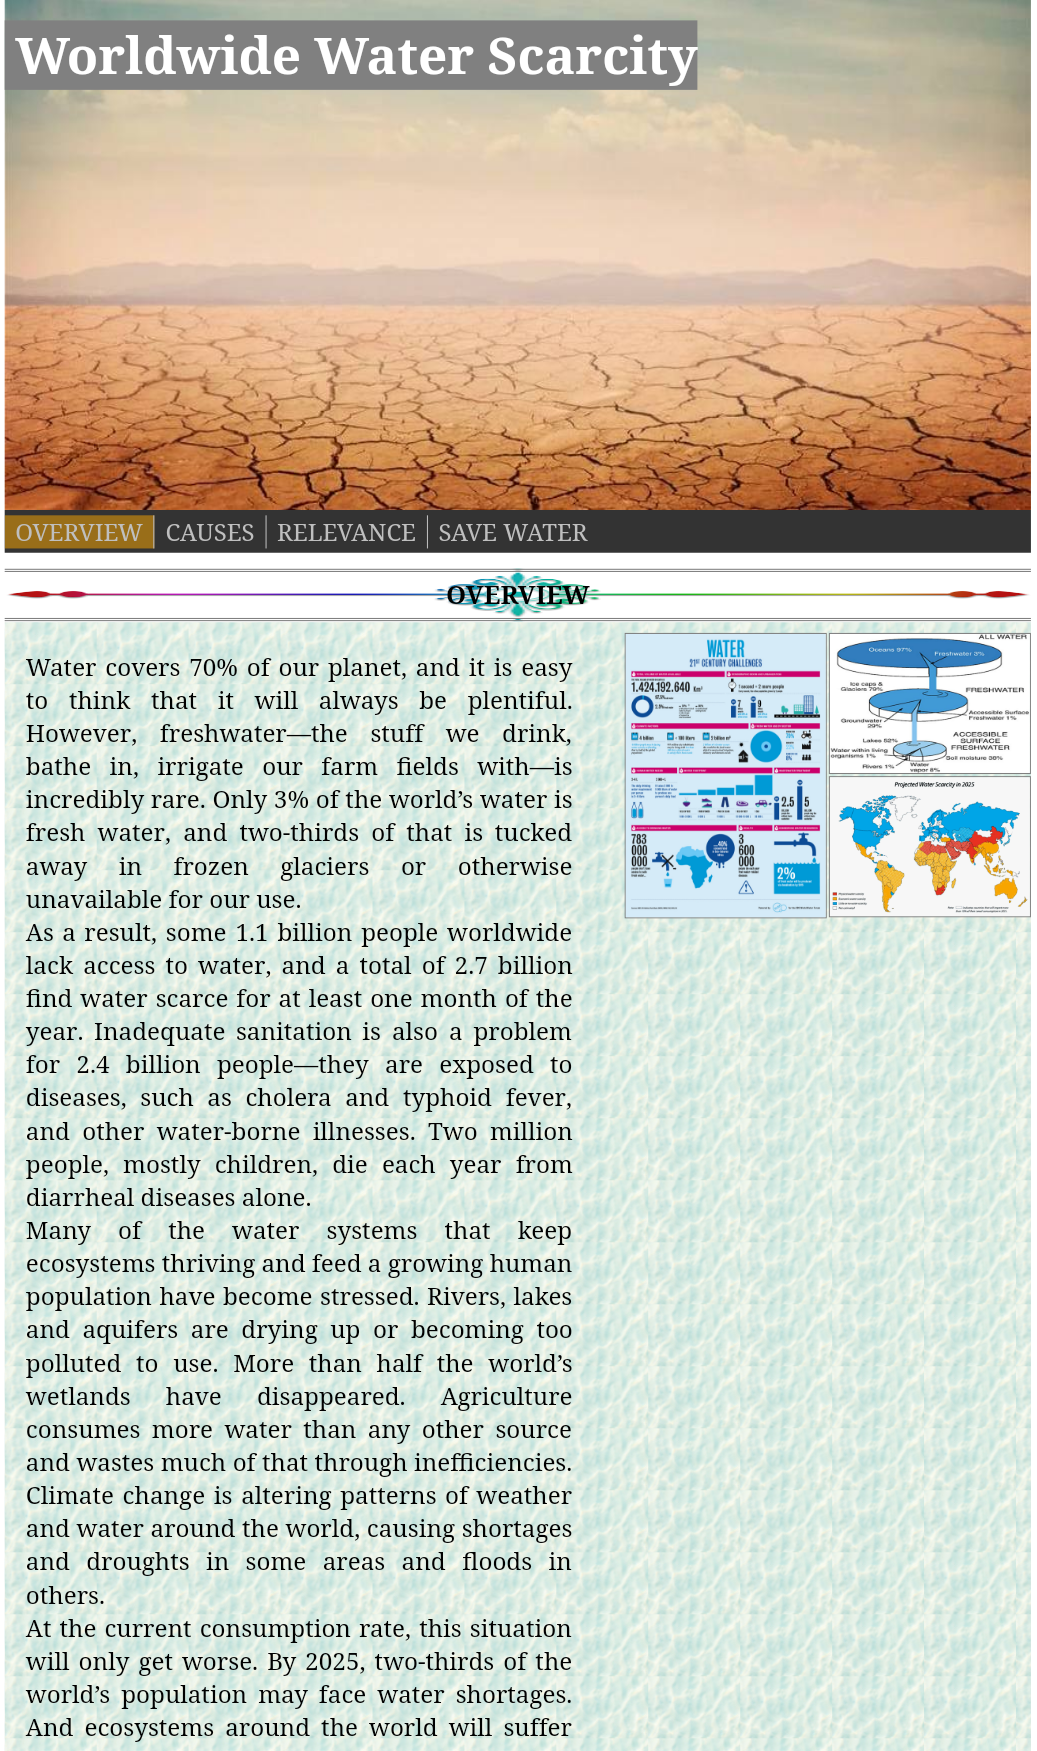 Worldwide Water Scarcity
OVERVIEW
CAUSES
RELEVANCE
SAVE WATER
OVERVIEW
Water covers 70% of our planet, and it is easy
to think that it will always be plentiful.
However, freshwater—the stuff we drink,
bathe in, irrigate our farm fields with—is
incredibly rare. Only 3% of the world’s water is
fresh water, and two-thirds of that is tucked
away in frozen glaciers or otherwise
unavailable for our use.
As a result, some 1.1 billion people worldwide
lack access to water, and a total of 2.7 billion
find water scarce for at least one month of the
year. Inadequate sanitation is also a problem
for 2.4 billion people—they are exposed to
diseases, such as cholera and typhoid fever,
and other water-borne illnesses. Two million
people, mostly children, die each year from
diarrheal diseases alone.
Many of the water systems that keep
ecosystems thriving and feed a growing human
population have become stressed. Rivers, lakes
and aquifers are drying up or becoming too
polluted to use. More than half the world’s
wetlands have disappeared. Agriculture
consumes more water than any other source
and wastes much of that through inefficiencies.
Climate change is altering patterns of weather
and water around the world, causing shortages
and droughts in some areas and floods in
others.
At the current consumption rate, this situation
will only get worse. By 2025, two-thirds of the
world’s population may face water shortages.
And ecosystems around the world will suffer
WATER
21ST CENTURY CHALLENGES
1.424.192.640 Km³
1 second = 2 more people
7
9
4 billion
2.5
5
783
000
000
40%
3
600
000
2%
ALL WATER
Oceans 97%
Freshwater 3%
Ice caps &
Glaciers 79%
FRESHWATER
Accessible Surface
Freshwater 1%
Groundwater
29%
ACCESSIBLE
SURFACE
FRESHWATER
Lakes 52%
Water within living
organisms 1%
Soil moisture 38%
Rivers 1%
Water
vapor 8%
Projected Water Scarcity in 2025